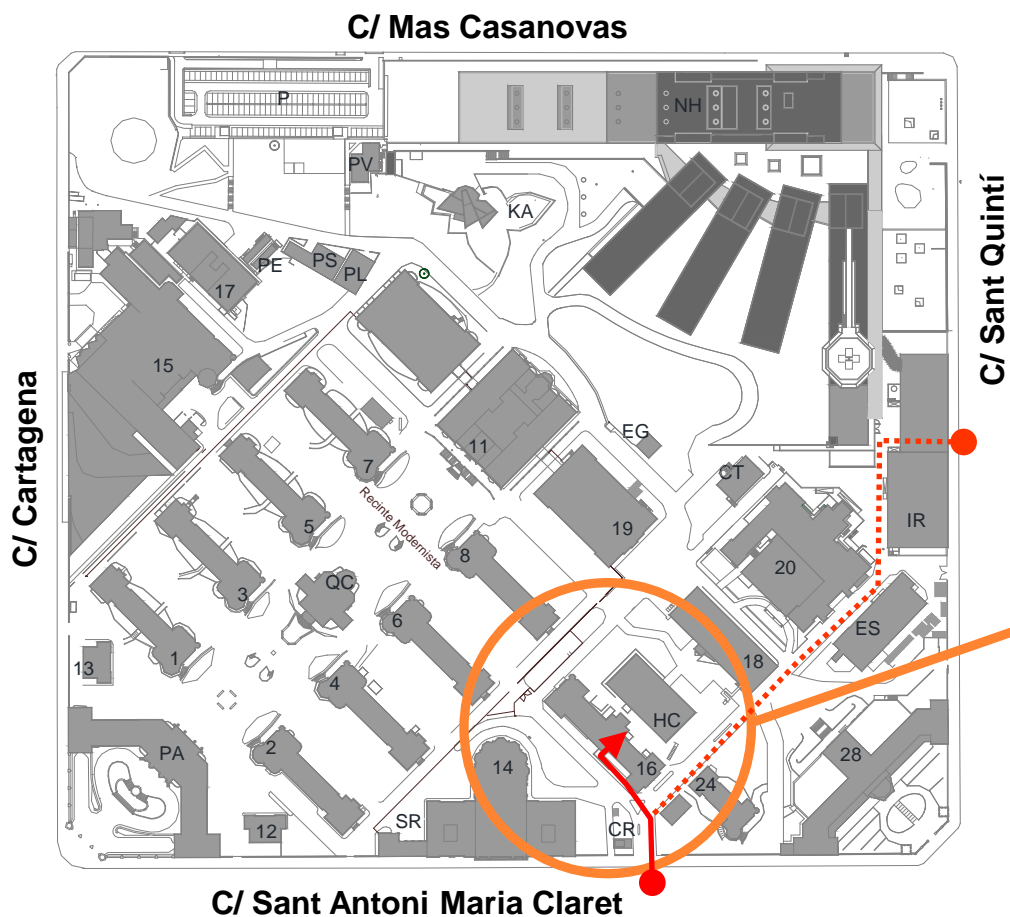 C/ Mas Casanovas
P
NH
PV
KA
C/ Sant Quintí
PE
PS
PL
17
15
EG
11
7
CT
C/ Cartagena
Recinte Modernista
5
19
IR
8
20
QC
3
6
ES
1
13
18
4
HC
2
PA
14
16
28
24
SR
CR
12
C/ Sant Antoni Maria Claret